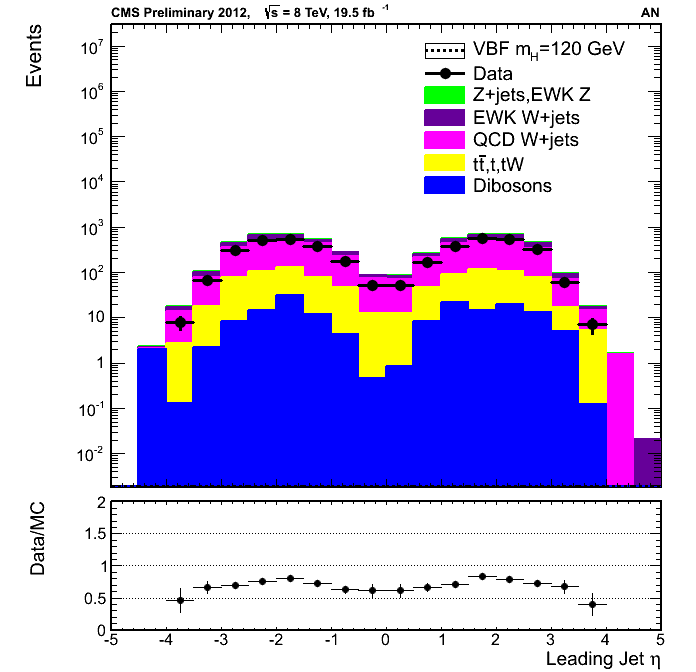 CMS Preliminary 2012, √s = 8 TeV, 19.5 fb⁻¹ AN
Events
10⁷
10⁶
10⁵
10⁴
10³
10²
10
1
10⁻¹
10⁻²
VBF m_H=120 GeV
Data
Z+jets,EWK Z
EWK W+jets
QCD W+jets
tt̅,t,tW
Dibosons
Data/MC
2
1.5
1
0.5
0
-5 -4 -3 -2 -1 0 1 2 3 4 5
Leading Jet η